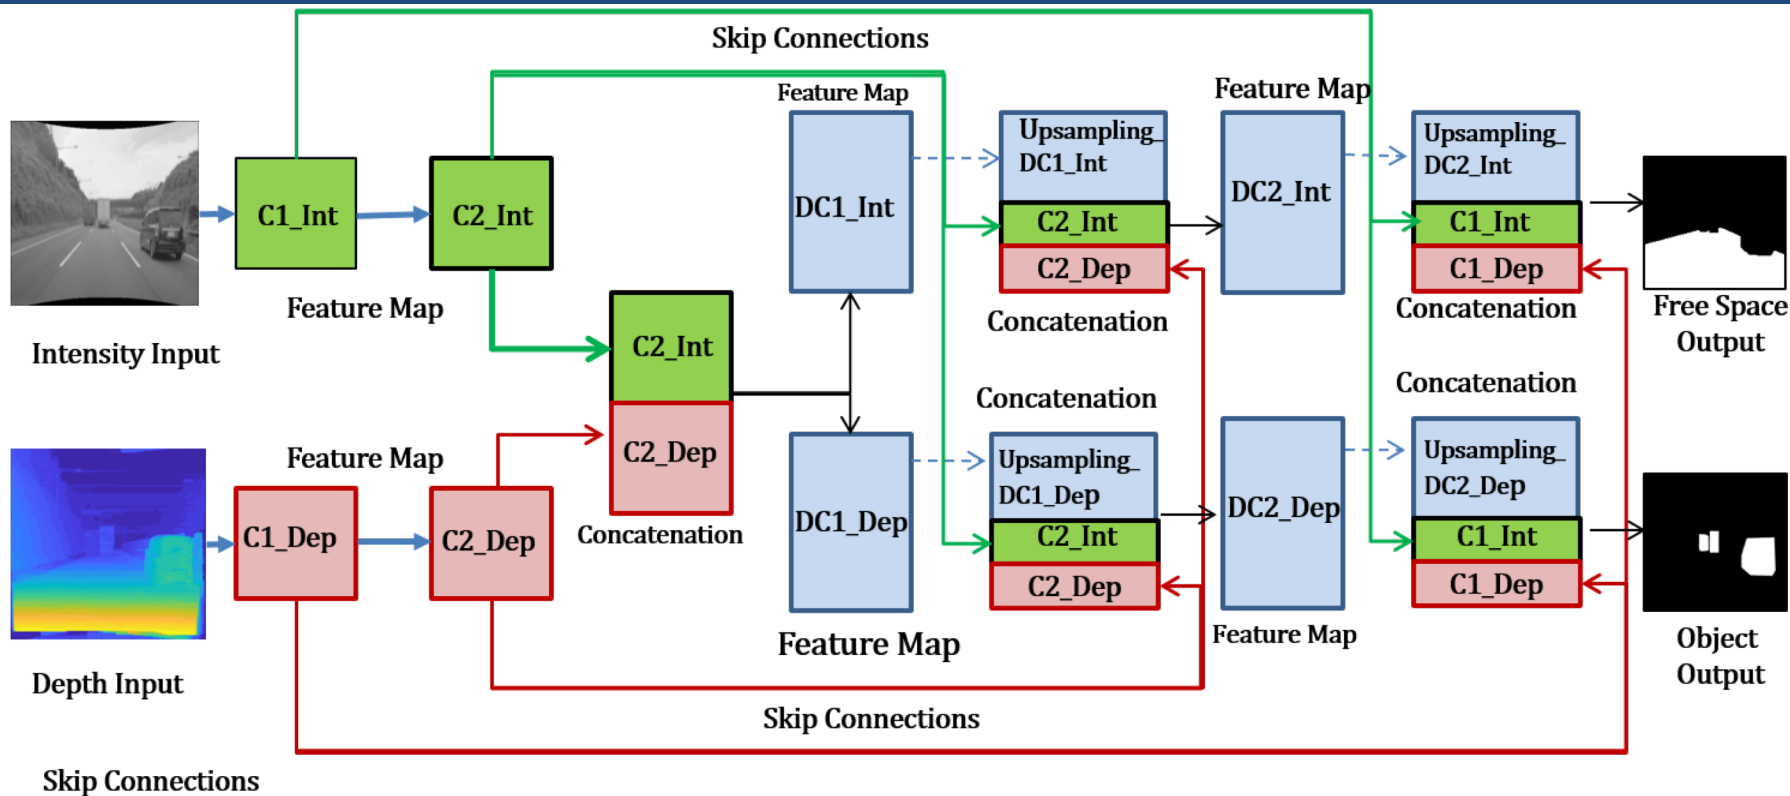 Skip Connections
Feature Map
Feature Map
Upsampling_
DC1_Int
Upsampling_
DC2_Int
C1_Int
C2_Int
DC1_Int
C2_Int
C2_Dep
DC2_Int
C1_Int
C1_Dep
Feature Map
Concatenation
Concatenation
Free Space
Output
Intensity Input
C2_Int
C2_Dep
Concatenation
Concatenation
Concatenation
Feature Map
Upsampling_
DC1_Dep
Upsampling_
DC2_Dep
C1_Dep
C2_Dep
DC1_Dep
C2_Int
C2_Dep
DC2_Dep
C1_Int
C1_Dep
Feature Map
Feature Map
Object
Output
Depth Input
Skip Connections
Skip Connections